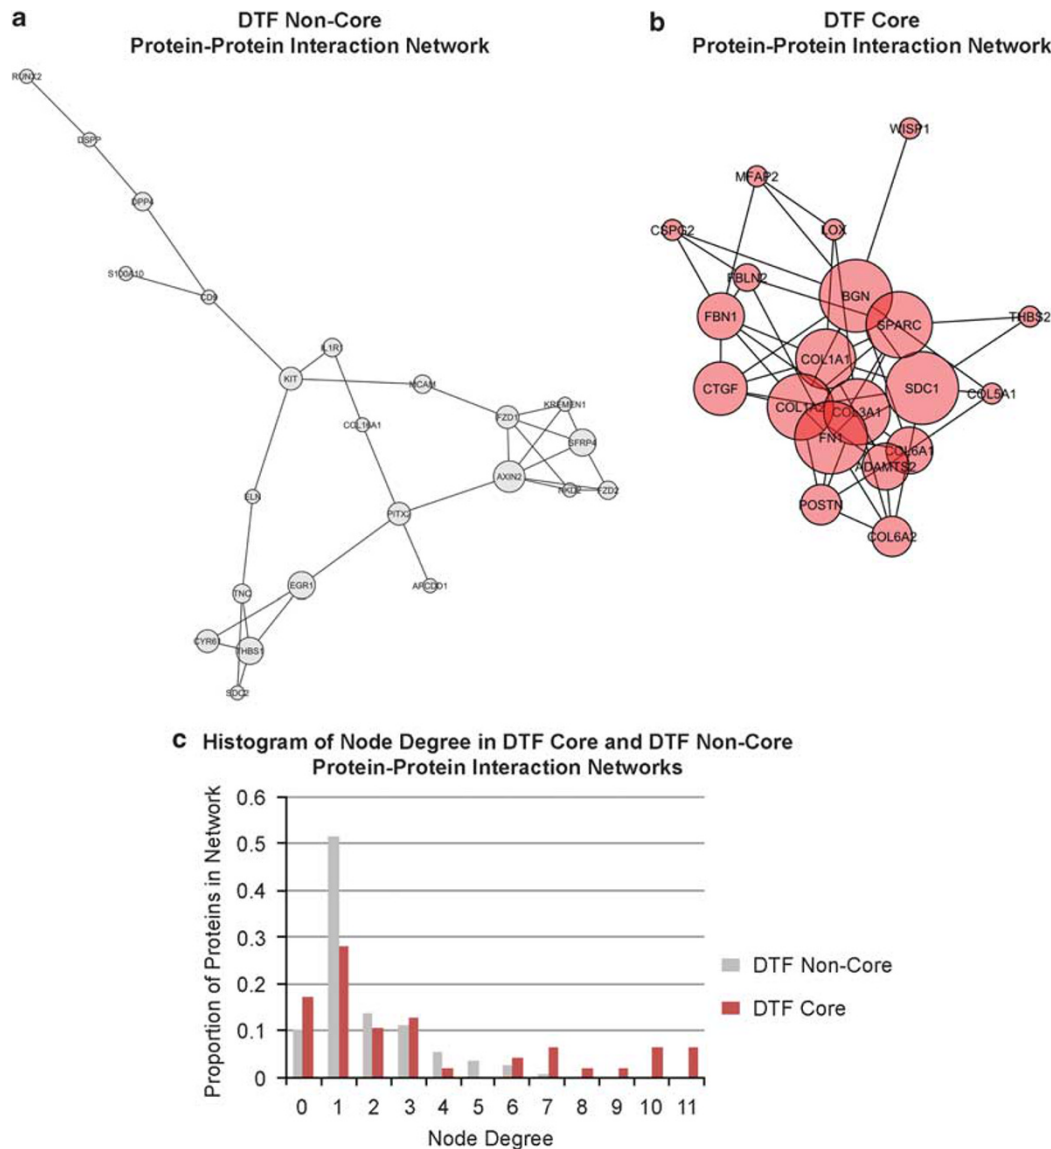 a
DTF Non-Core
Protein-Protein Interaction Network
RUNX2
DSPP
DPP4
S100A10
CD9
IL1R1
KIT
MCAM
KREMEN1
FZD1
COL16A1
SFRP4
AXIN2
NKD2
FZD2
ELN
PITX2
EGR1
APCDD1
TNC
CYR61
THBS1
SDC2
b
DTF Core
Protein-Protein Interaction Network
WISP1
MFAP2
CSPG2
LOX
FBLN2
BGN
FBN1
SPARC
THBS2
COL1A1
CTGF
SDC1
COL5A1
COL1A2
COL3A1
FN1
COL6A1
ADAMTS2
POSTN
COL6A2
c Histogram of Node Degree in DTF Core and DTF Non-Core
Protein-Protein Interaction Networks
Proportion of Proteins in Network
0.6
0.5
0.4
0.3
0.2
0.1
0
0 1 2 3 4 5 6 7 8 9 10 11
Node Degree
DTF Non-Core
DTF Core